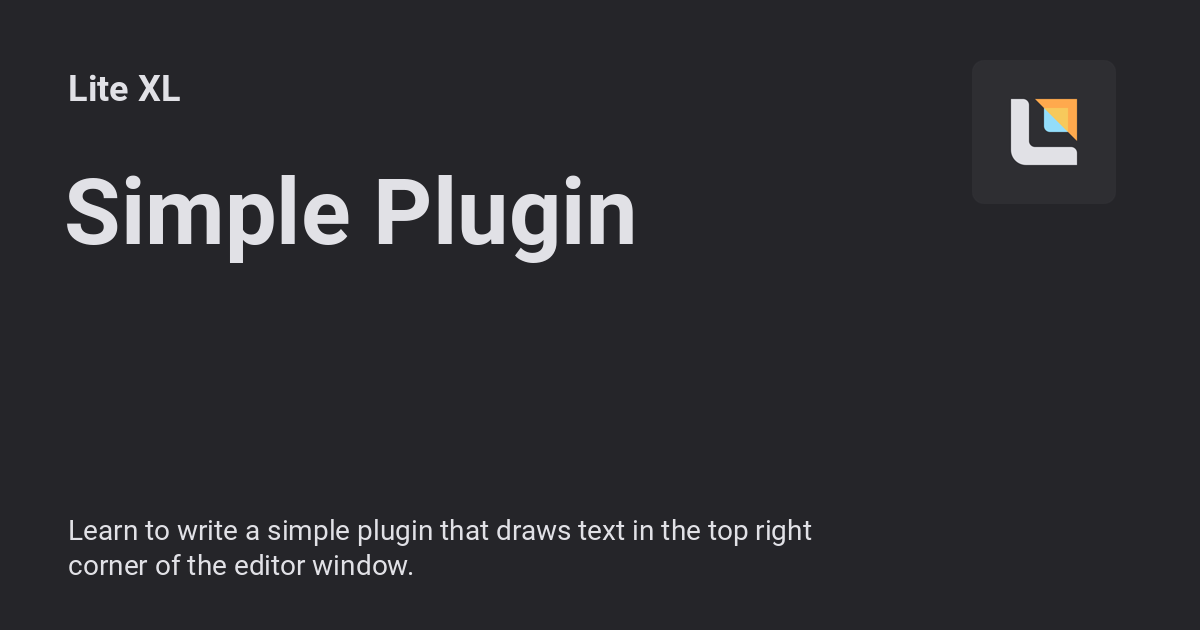 Lite XL
Simple Plugin
Learn to write a simple plugin that draws text in the top right
corner of the editor window.